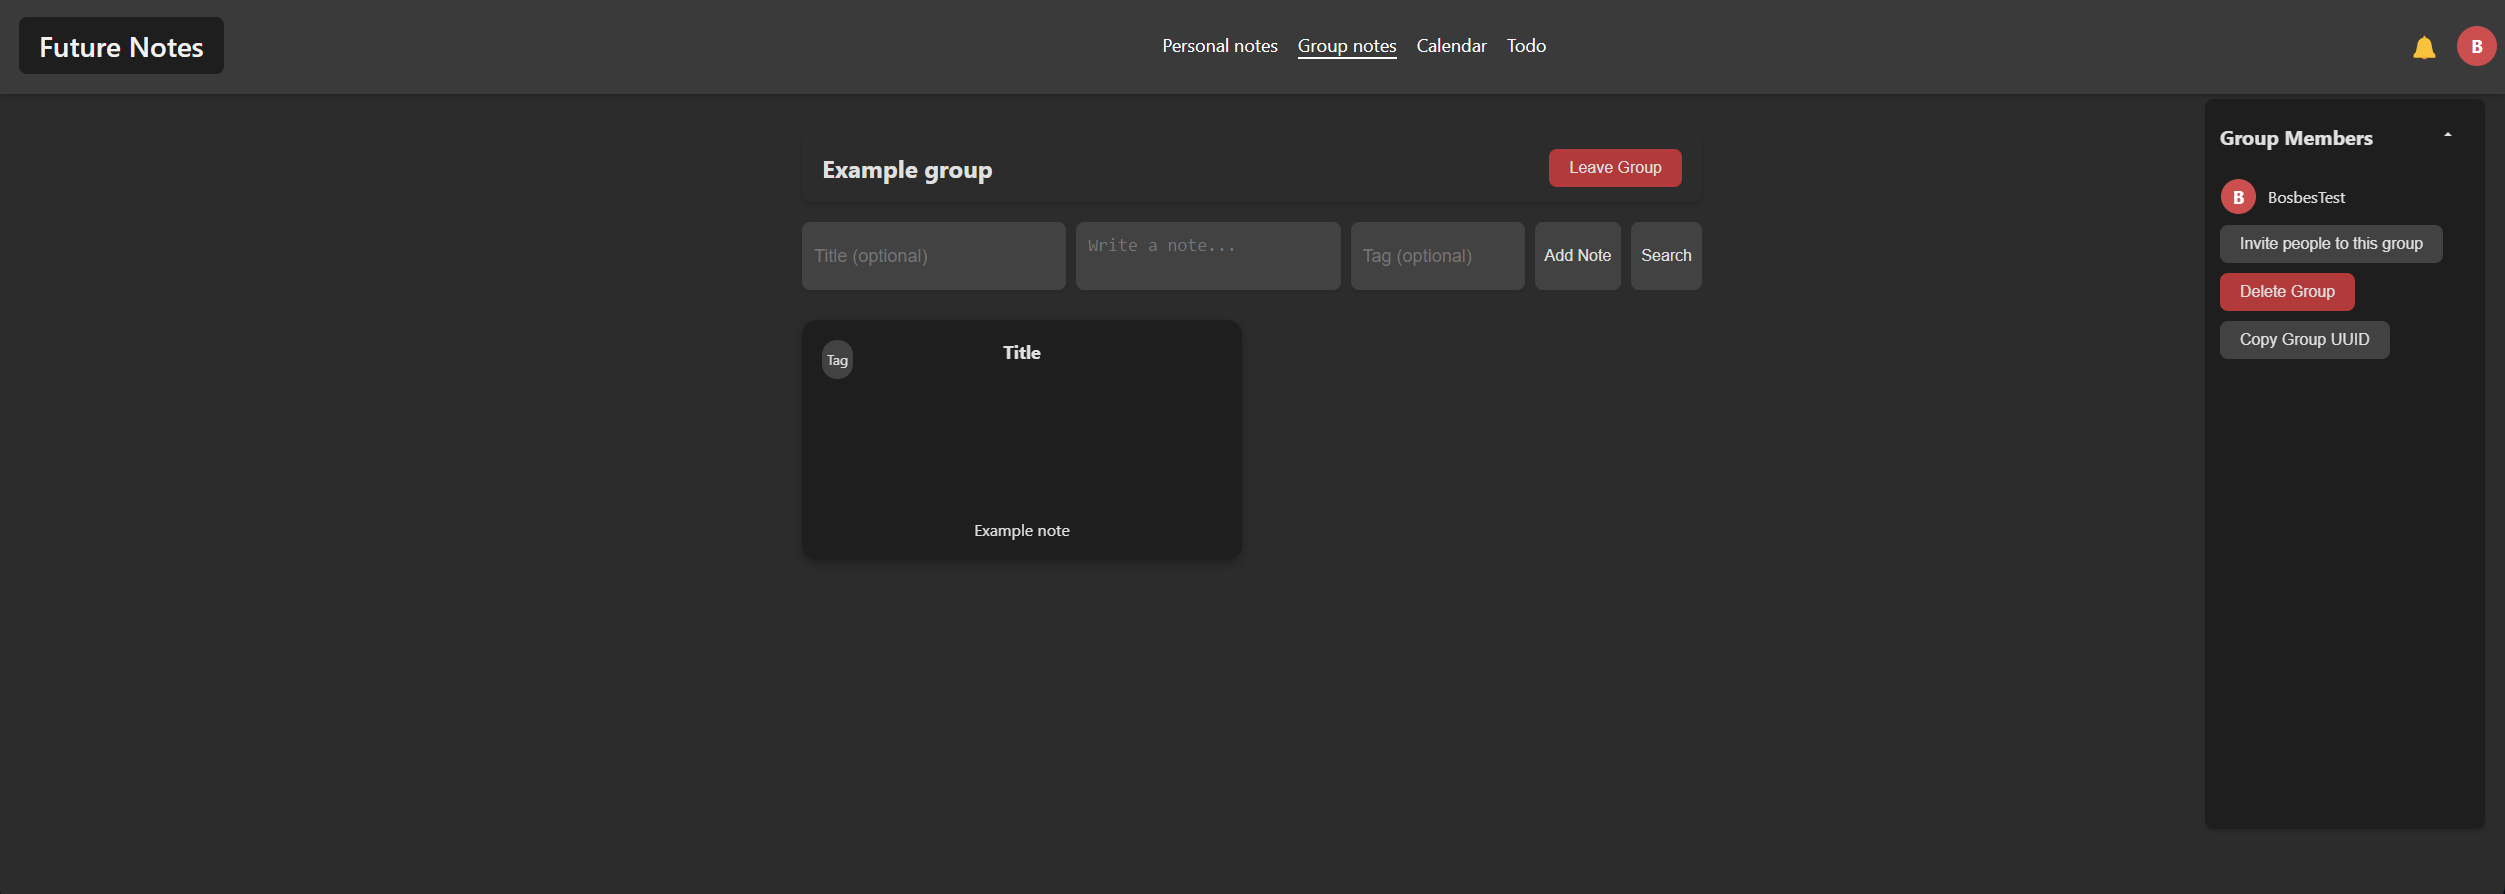 Future Notes
Personal notes Group notes Calendar Todo
B
Example group
Leave Group
Title (optional)
Write a note...
Tag (optional)
Add Note
Search
Tag
Title
Example note
Group Members
B BosbesTest
Invite people to this group
Delete Group
Copy Group UUID